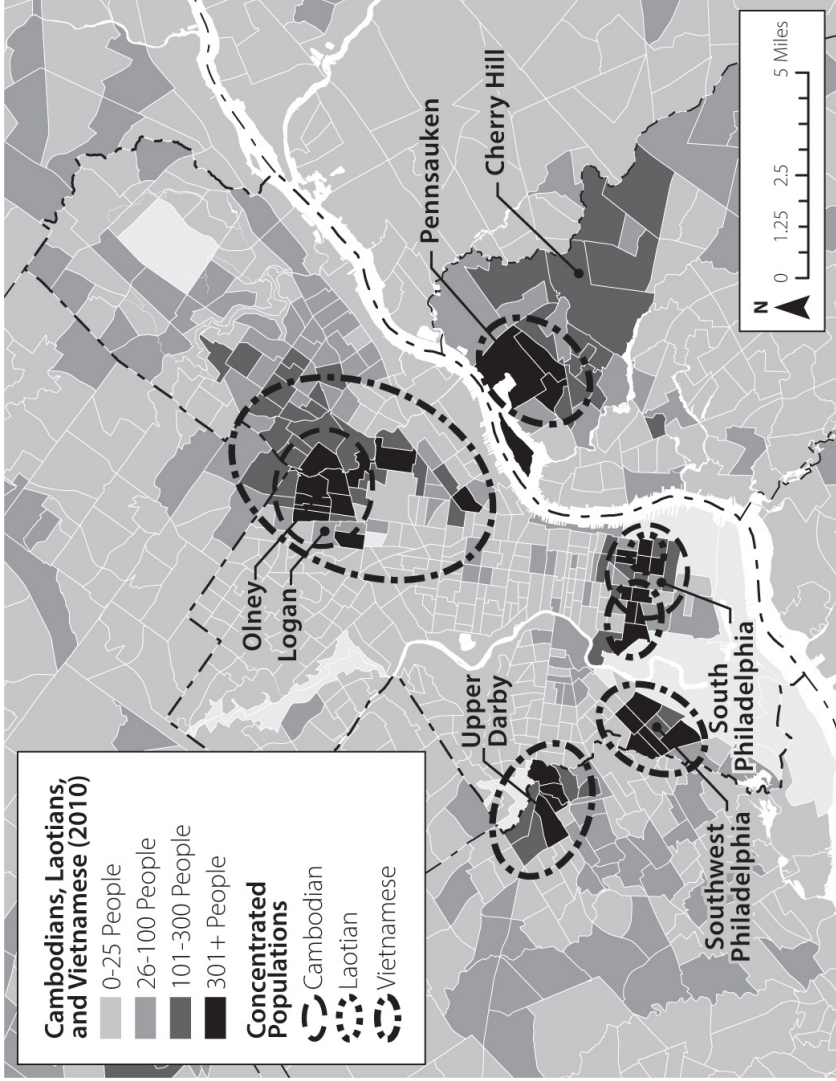 Cambodians, Laotians,
and Vietnamese (2010)
0-25 People
26-100 People
101-300 People
301+ People
Concentrated
Populations
Cambodian
Laotian
Vietnamese
Olney
Logan
Upper
Darby
Southwest
Philadelphia
South
Philadelphia
Pennsauken
Cherry Hill
N
0 1.25 2.5 5 Miles